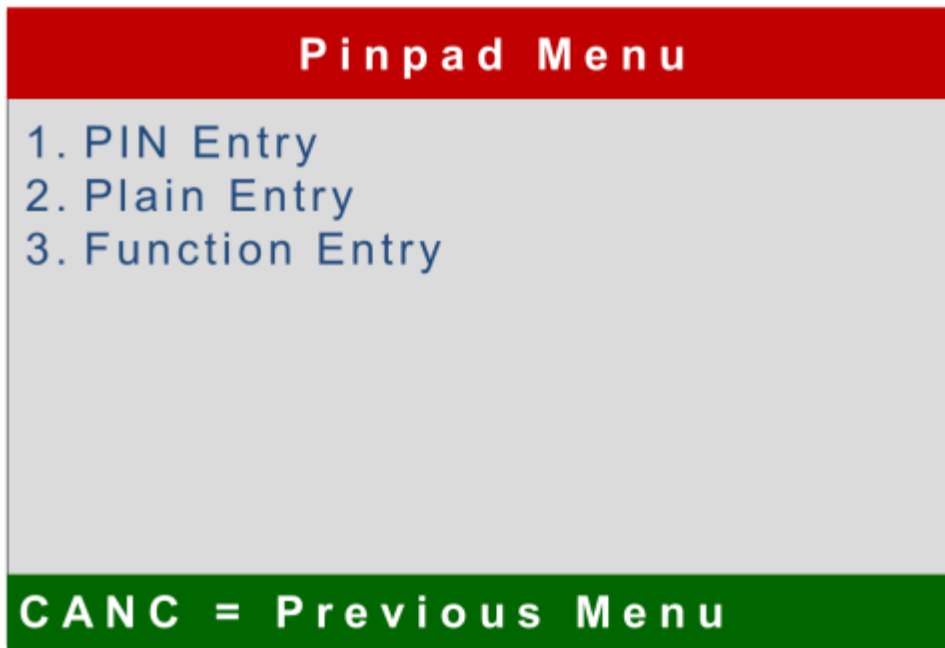 Pinpad Menu
1. PIN Entry
2. Plain Entry
3. Function Entry
CANC = Previous Menu